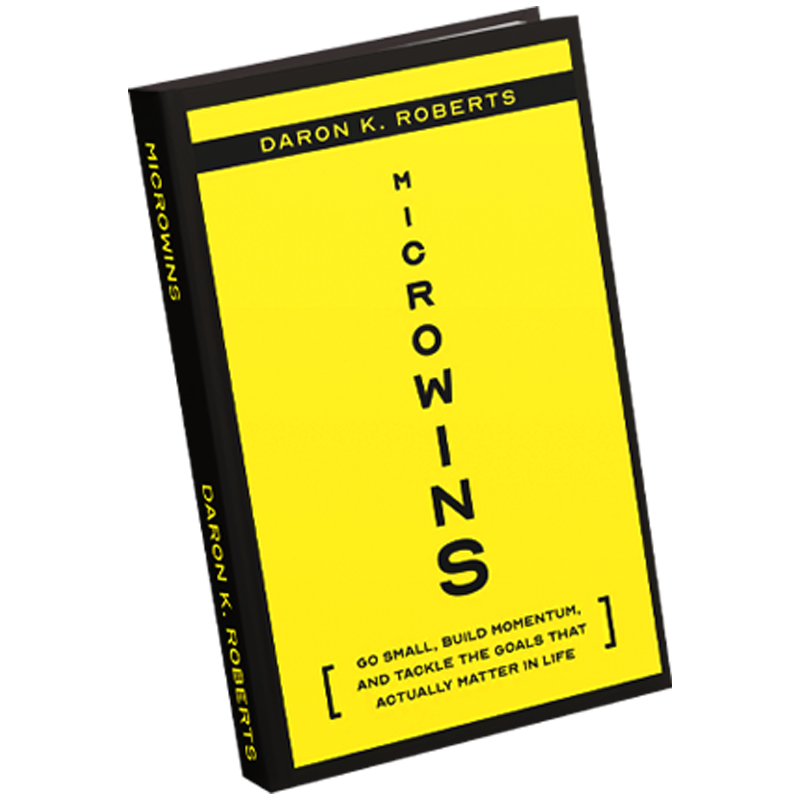 DARON K. ROBERTS
MICROWINS
GO SMALL, BUILD MOMENTUM,
AND TACKLE THE GOALS THAT
ACTUALLY MATTER IN LIFE
MICROWINS
DARON K. ROBERTS